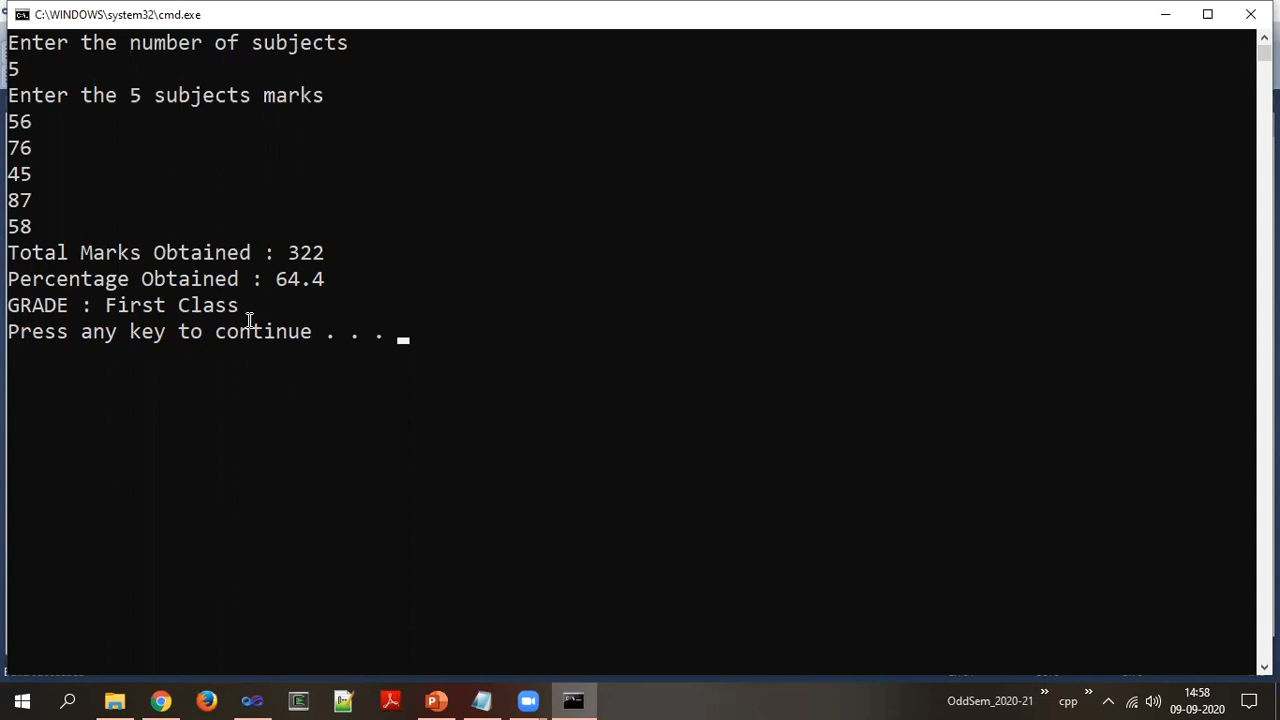 C:\WINDOWS\system32\cmd.exe
Enter the number of subjects
5
Enter the 5 subjects marks
56
76
45
87
58
Total Marks Obtained : 322
Percentage Obtained : 64.4
GRADE : First Class
Press any key to continue . . .
OddSem_2020-21 » cpp » 14:58
09-09-2020